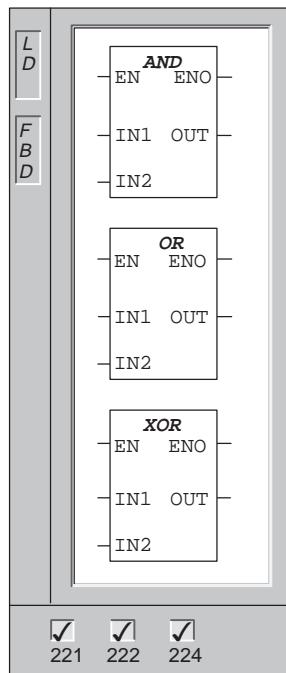 L
D
F
B
D
AND
EN ENO
IN1 OUT
IN2
OR
EN ENO
IN1 OUT
IN2
XOR
EN ENO
IN1 OUT
IN2
221 222 224